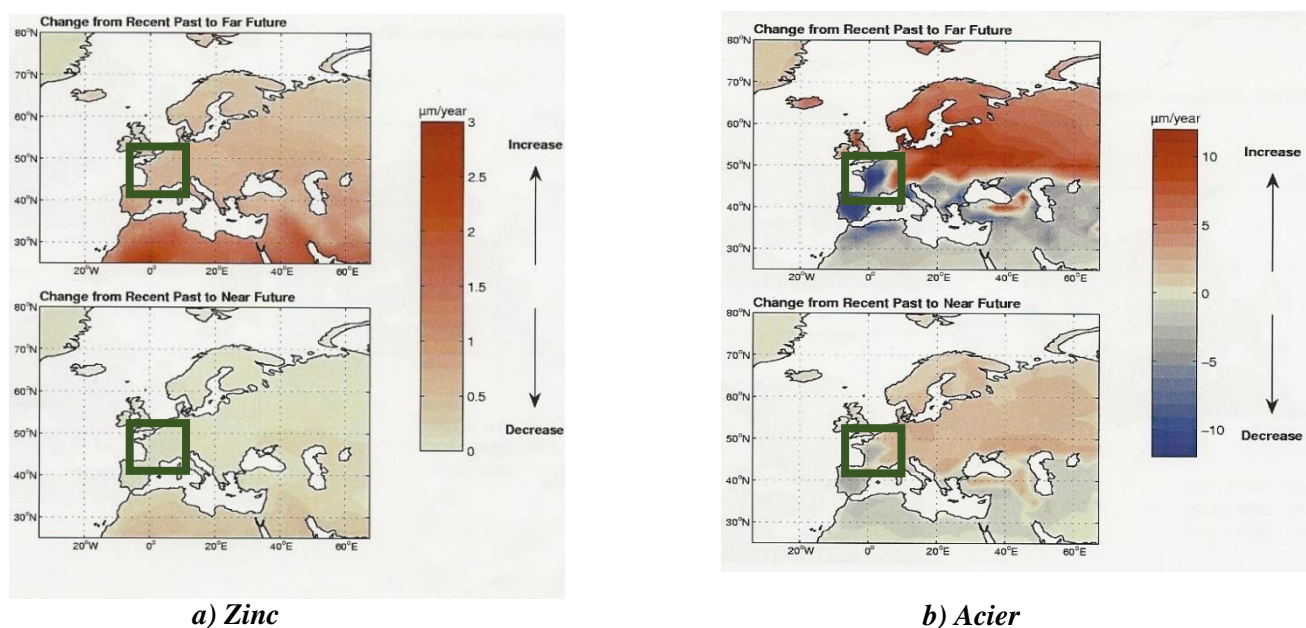 Change from Recent Past to Far Future
80°N
70°N
60°N
50°N
40°N
30°N
20°W
0°
20°E
40°E
60°E
Change from Recent Past to Near Future
80°N
70°N
60°N
50°N
40°N
30°N
20°W
0°
20°E
40°E
60°E
µm/year
3
2.5
2
1.5
1
0.5
0
Increase
Decrease
a) Zinc
Change from Recent Past to Far Future
80°N
70°N
60°N
50°N
40°N
30°N
20°W
0°
20°E
40°E
60°E
Change from Recent Past to Near Future
80°N
70°N
60°N
50°N
40°N
30°N
20°W
0°
20°E
40°E
60°E
µm/year
10
5
0
−5
−10
Increase
Decrease
b) Acier